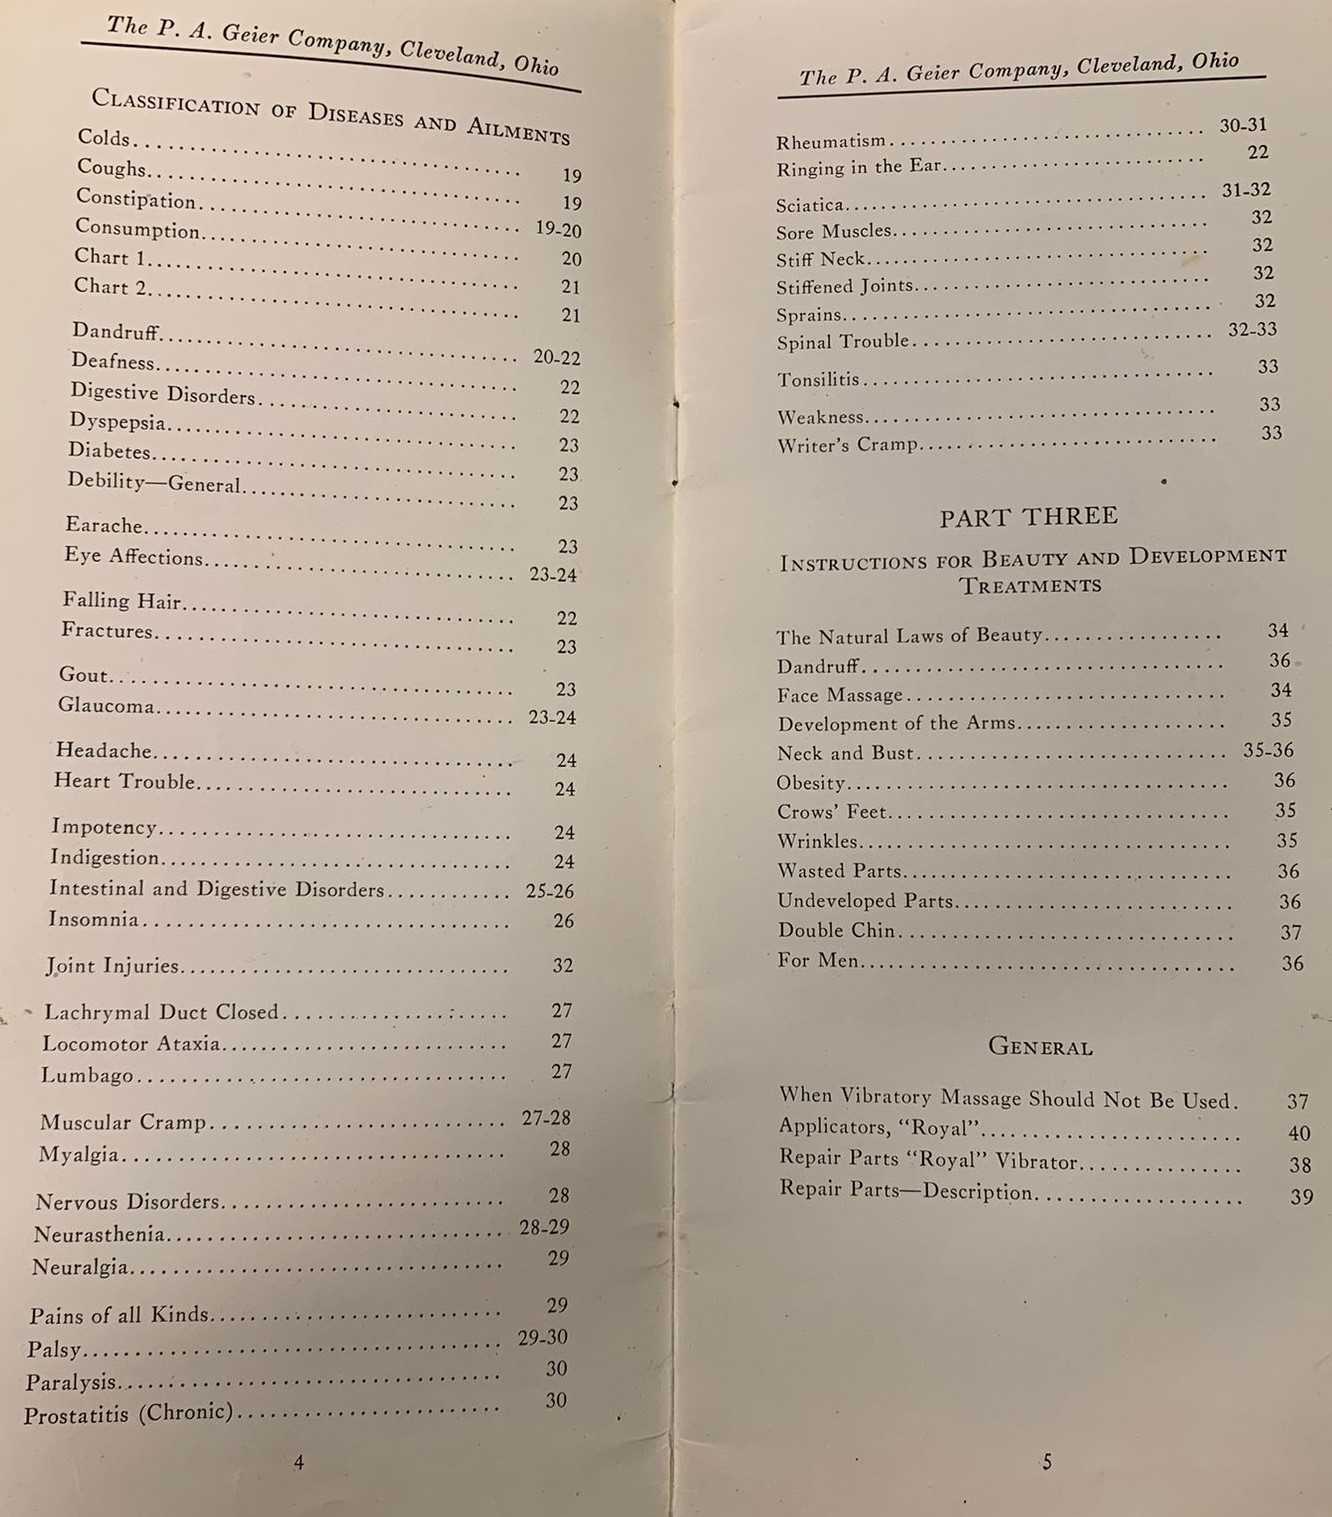 The P. A. Geier Company, Cleveland, Ohio
Classification of Diseases and Ailments
Colds........ 19
Coughs........ 19
Constipation........ 19-20
Consumption........ 20
Chart 1........ 21
Chart 2........ 21
Dandruff........ 20-22
Deafness........ 22
Digestive Disorders........ 22
Dyspepsia........ 23
Diabetes........ 23
Debility—General........ 23
Earache........ 23
Eye Affections........ 23-24
Falling Hair........ 22
Fractures........ 23
Gout........ 23
Glaucoma........ 23-24
Headache........ 24
Heart Trouble........ 24
Impotency........ 24
Indigestion........ 24
Intestinal and Digestive Disorders........ 25-26
Insomnia........ 26
Joint Injuries........ 32
Lachrymal Duct Closed........ 27
Locomotor Ataxia........ 27
Lumbago........ 27
Muscular Cramp........ 27-28
Myalgia........ 28
Nervous Disorders........ 28
Neurasthenia........ 28-29
Neuralgia........ 29
Pains of all Kinds........ 29
Palsy........ 29-30
Paralysis........ 30
Prostatitis (Chronic)........ 30
4
The P. A. Geier Company, Cleveland, Ohio
Rheumatism........ 30-31
Ringing in the Ear........ 22
Sciatica........ 31-32
Sore Muscles........ 32
Stiff Neck........ 32
Stiffened Joints........ 32
Sprains........ 32
Spinal Trouble........ 32-33
Tonsilitis........ 33
Weakness........ 33
Writer's Cramp........ 33
PART THREE
Instructions for Beauty and Development
Treatments
The Natural Laws of Beauty........ 34
Dandruff........ 36
Face Massage........ 34
Development of the Arms........ 35
Neck and Bust........ 35-36
Obesity........ 36
Crows' Feet........ 35
Wrinkles........ 35
Wasted Parts........ 36
Undeveloped Parts........ 36
Double Chin........ 37
For Men........ 36
General
When Vibratory Massage Should Not Be Used. 37
Applicators, "Royal"........ 40
Repair Parts "Royal" Vibrator........ 38
Repair Parts—Description........ 39
5